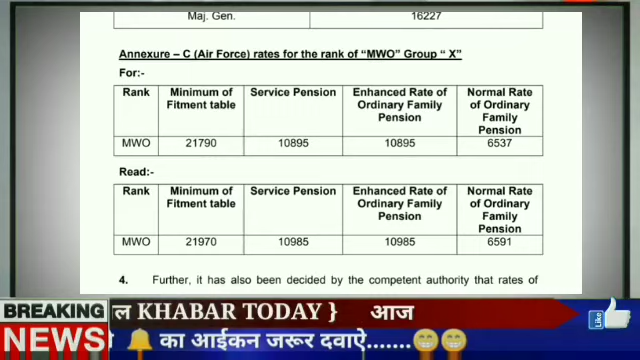 Maj. Gen. 16227
Annexure – C (Air Force) rates for the rank of "MWO" Group " X"
For:-
Rank Minimum of Fitment table Service Pension Enhanced Rate of Ordinary Family Pension Normal Rate of Ordinary Family Pension
MWO 21790 10895 10895 6537
Read:-
Rank Minimum of Fitment table Service Pension Enhanced Rate of Ordinary Family Pension Normal Rate of Ordinary Family Pension
MWO 21970 10985 10985 6591
4. Further, it has also been decided by the competent authority that rates of
BREAKING NEWS
ल KHABAR TODAY } आज
🔔 का आईकन जरूर दवाऐ.......😁😁
Like